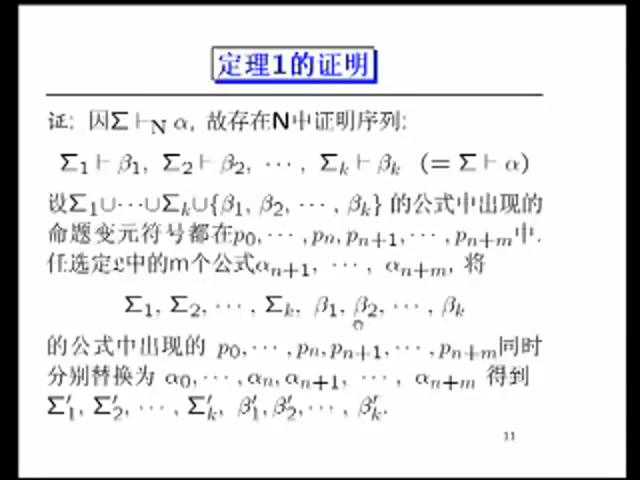 定理1的证明
证: 因Σ ⊢N α, 故存在N中证明序列:
Σ1 ⊢ β1, Σ2 ⊢ β2, ⋯, Σk ⊢ βk (= Σ ⊢ α)
设Σ1∪⋯∪Σk∪{β1, β2, ⋯, βk} 的公式中出现的
命题变元符号都在p0,⋯, pn, pn+1,⋯, pn+m中.
任选定𝔏中的m个公式αn+1, ⋯, αn+m, 将
Σ1, Σ2, ⋯, Σk, β1, β2, ⋯, βk
的公式中出现的 p0,⋯, pn, pn+1,⋯, pn+m同时
分别替换为 α0,⋯, αn, αn+1, ⋯, αn+m 得到
Σ′1, Σ′2, ⋯, Σ′k, β′1, β′2,⋯, β′k.
11